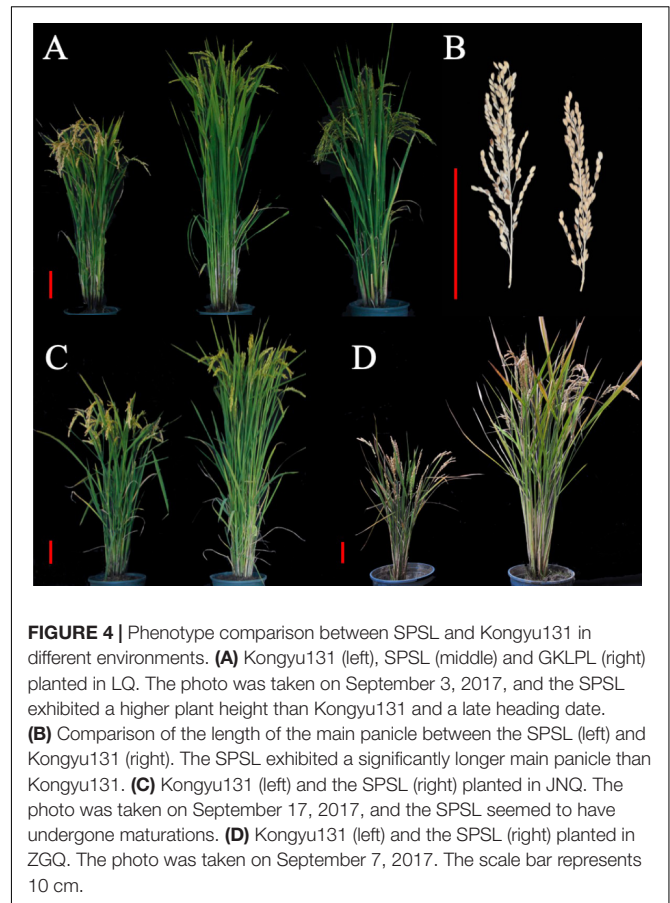 A
B
C
D
FIGURE 4 | Phenotype comparison between SPSL and Kongyu131 in
different environments. (A) Kongyu131 (left), SPSL (middle) and GKLPL (right)
planted in LQ. The photo was taken on September 3, 2017, and the SPSL
exhibited a higher plant height than Kongyu131 and a late heading date.
(B) Comparison of the length of the main panicle between the SPSL (left) and
Kongyu131 (right). The SPSL exhibited a significantly longer main panicle than
Kongyu131. (C) Kongyu131 (left) and the SPSL (right) planted in JNQ. The
photo was taken on September 17, 2017, and the SPSL seemed to have
undergone maturations. (D) Kongyu131 (left) and the SPSL (right) planted in
ZGQ. The photo was taken on September 7, 2017. The scale bar represents
10 cm.